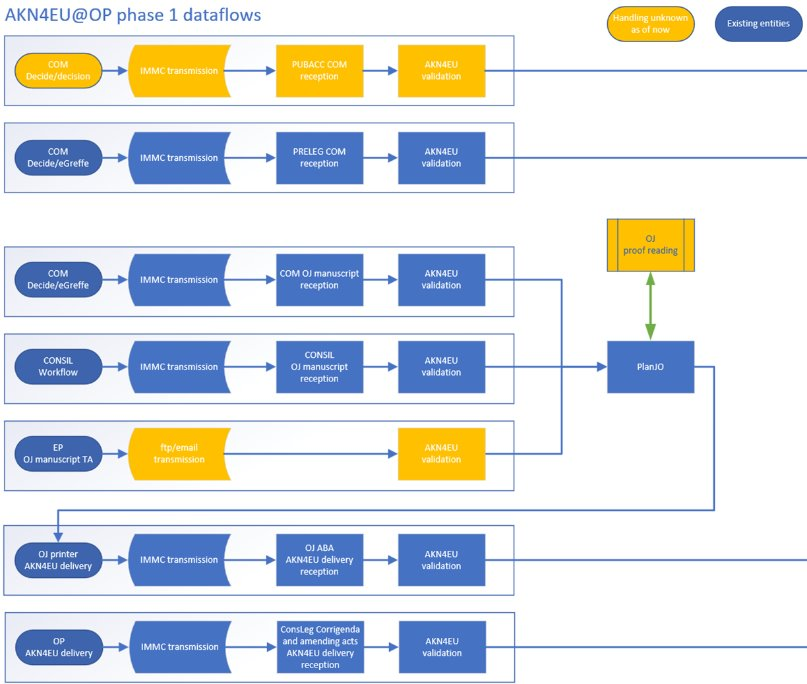 AKN4EU@OP phase 1 dataflows
Handling unknown
as of now
Existing entities
COM
Decide/decision
IMMC transmission
PUBACC COM
reception
AKN4EU
validation
COM
Decide/eGreffe
IMMC transmission
PRELEG COM
reception
AKN4EU
validation
OJ
proof reading
COM
Decide/eGreffe
IMMC transmission
COM OJ manuscript
reception
AKN4EU
validation
CONSIL
Workflow
IMMC transmission
CONSIL
OJ manuscript
reception
AKN4EU
validation
PlanJO
EP
OJ manuscript TA
ftp/email
transmission
AKN4EU
validation
OJ printer
AKN4EU delivery
IMMC transmission
OJ ABA
AKN4EU delivery
reception
AKN4EU
validation
OP
AKN4EU delivery
IMMC transmission
ConsLeg Corrigenda
and amending acts
AKN4EU delivery
reception
AKN4EU
validation